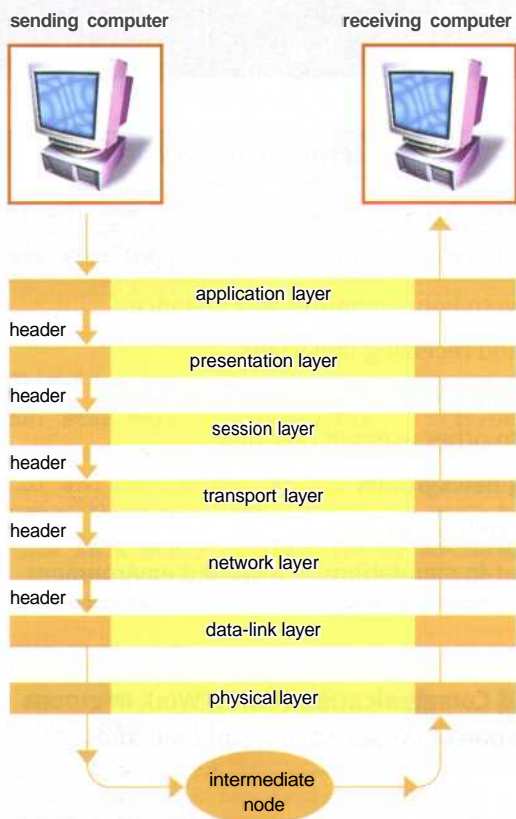 sending computer
receiving computer
application layer
header
presentation layer
header
session layer
header
transport layer
header
network layer
header
data-link layer
physical layer
intermediate
node